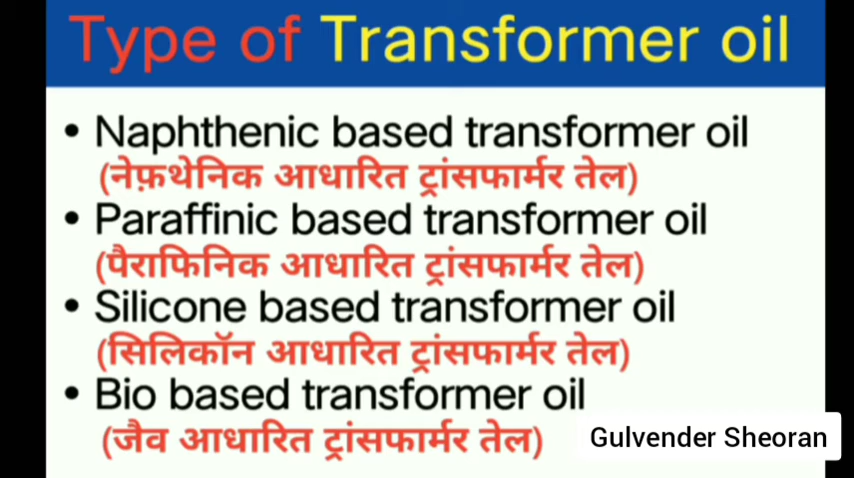 Type of Transformer oil
• Naphthenic based transformer oil
(नेफ़थेनिक आधारित ट्रांसफार्मर तेल)
• Paraffinic based transformer oil
(पैराफिनिक आधारित ट्रांसफार्मर तेल)
• Silicone based transformer oil
(सिलिकॉन आधारित ट्रांसफार्मर तेल)
• Bio based transformer oil
(जैव आधारित ट्रांसफार्मर तेल)
Gulvender Sheoran